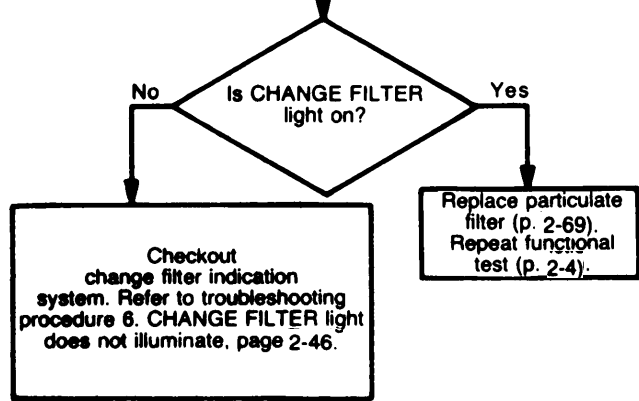 No
Is CHANGE FILTER
light on?
Yes
Checkout
change filter indication
system. Refer to troubleshooting
procedure 6. CHANGE FILTER light
does not illuminate, page 2-46.
Replace particulate
filter (p. 2-69).
Repeat functional
test (p. 2-4).